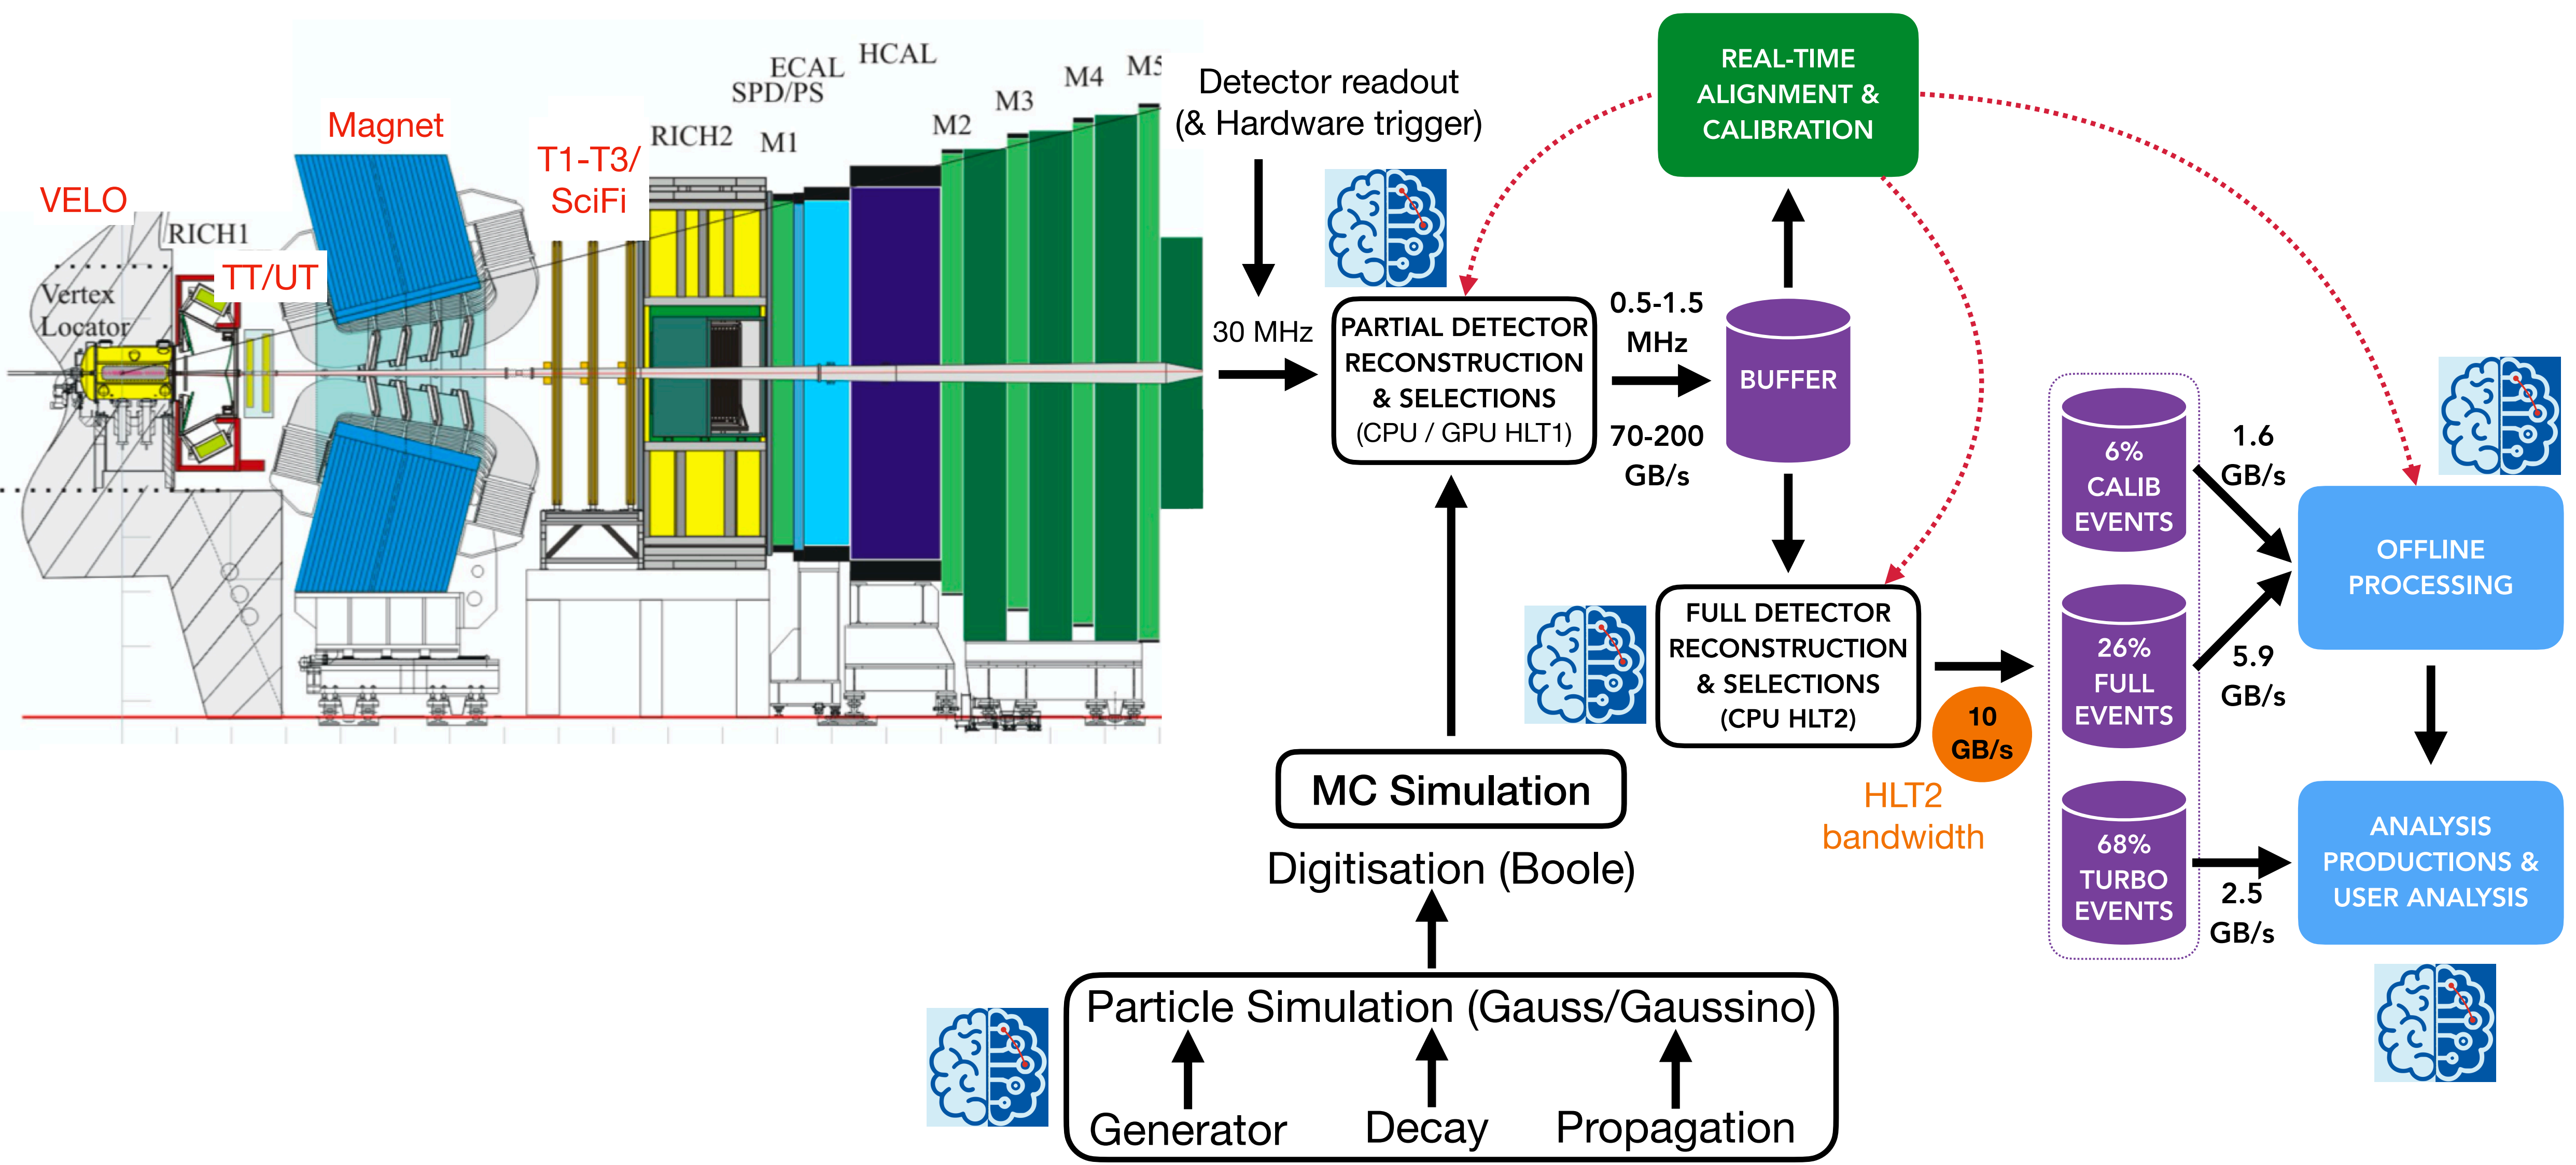 VELO
Vertex
Locator
RICH1
TT/UT
Magnet
T1-T3/
SciFi
RICH2
SPD/PS
ECAL
M1
HCAL
M2
M3
M4
M5
Detector readout
(& Hardware trigger)
30 MHz
PARTIAL DETECTOR
RECONSTRUCTION
& SELECTIONS
(CPU / GPU HLT1)
0.5-1.5
MHz
70-200
GB/s
REAL-TIME
ALIGNMENT &
CALIBRATION
BUFFER
FULL DETECTOR
RECONSTRUCTION
& SELECTIONS
(CPU HLT2)
10
GB/s
HLT2
bandwidth
6%
CALIB
EVENTS
26%
FULL
EVENTS
68%
TURBO
EVENTS
1.6
GB/s
5.9
GB/s
2.5
GB/s
OFFLINE
PROCESSING
ANALYSIS
PRODUCTIONS &
USER ANALYSIS
MC Simulation
Digitisation (Boole)
Particle Simulation (Gauss/Gaussino)
Generator
Decay
Propagation